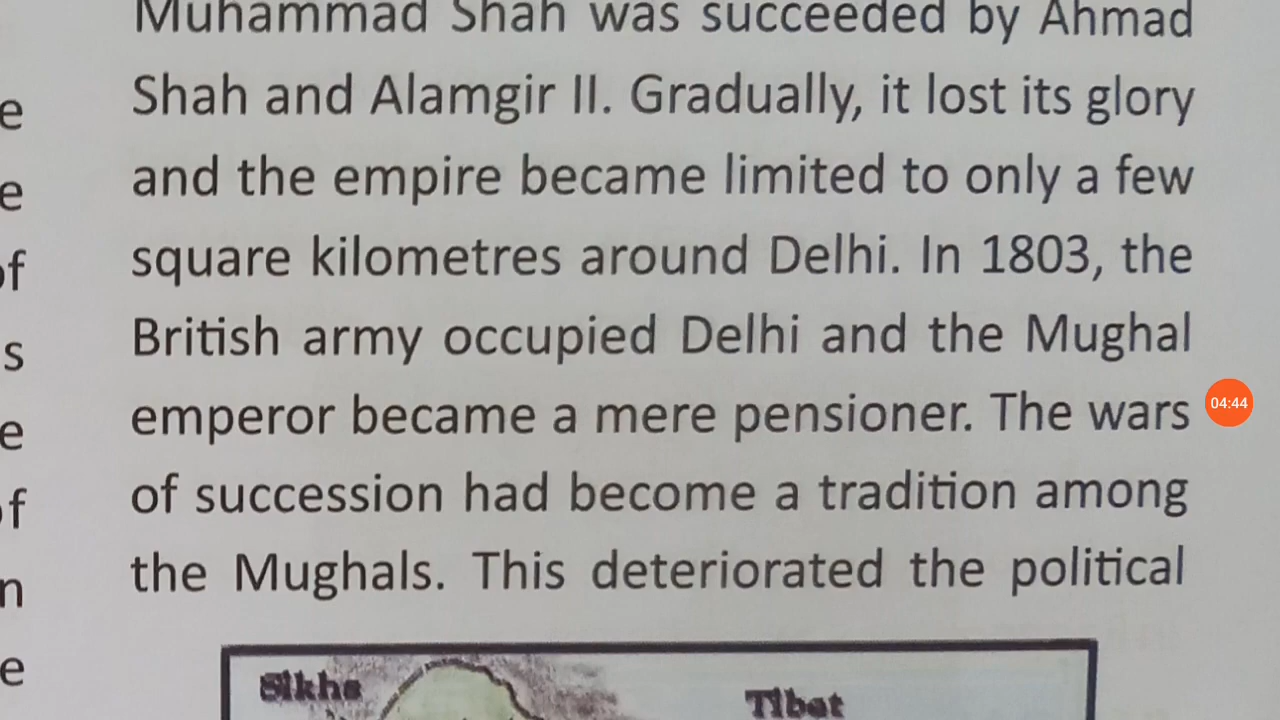 Muhammad Shah was succeeded by Ahmad
Shah and Alamgir II. Gradually, it lost its glory
and the empire became limited to only a few
square kilometres around Delhi. In 1803, the
British army occupied Delhi and the Mughal
emperor became a mere pensioner. The wars
of succession had become a tradition among
the Mughals. This deteriorated the political
e
e
of
s
e
of
n
e
04:44
Sikhs
Tibet